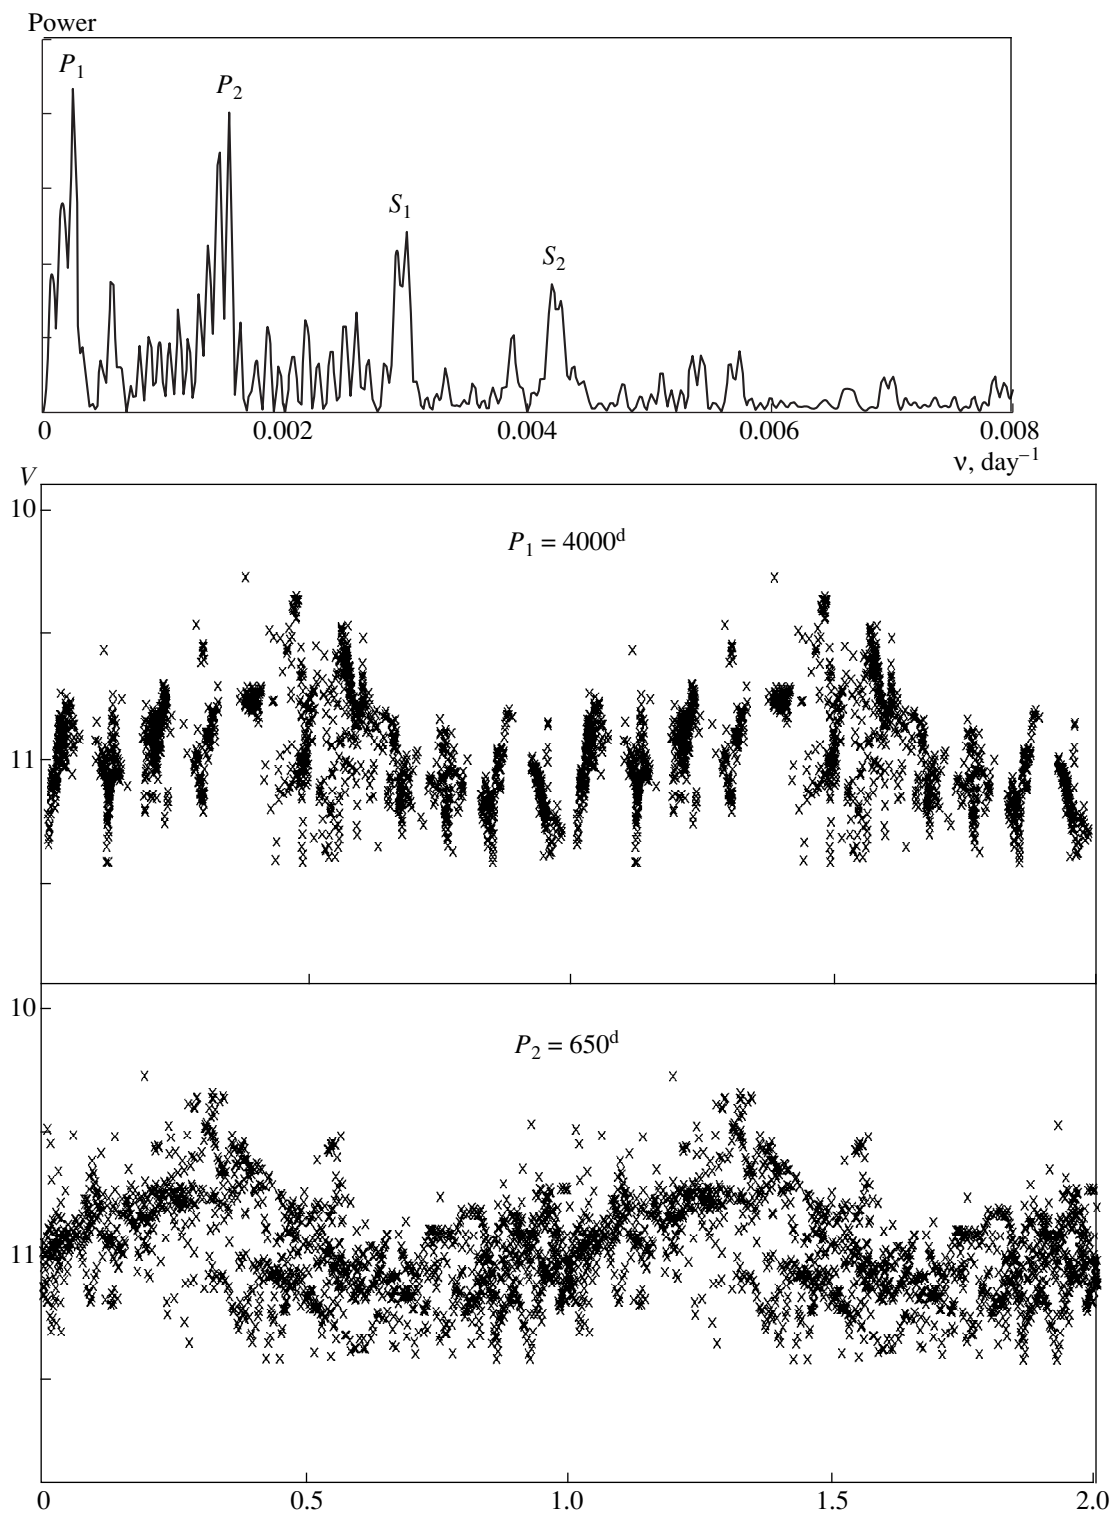 Power
P₁
P₂
S₁
S₂
0 0.002 0.004 0.006 0.008
ν, day⁻¹
V
10
P₁ = 4000ᵈ
11
10
P₂ = 650ᵈ
11
0 0.5 1.0 1.5 2.0